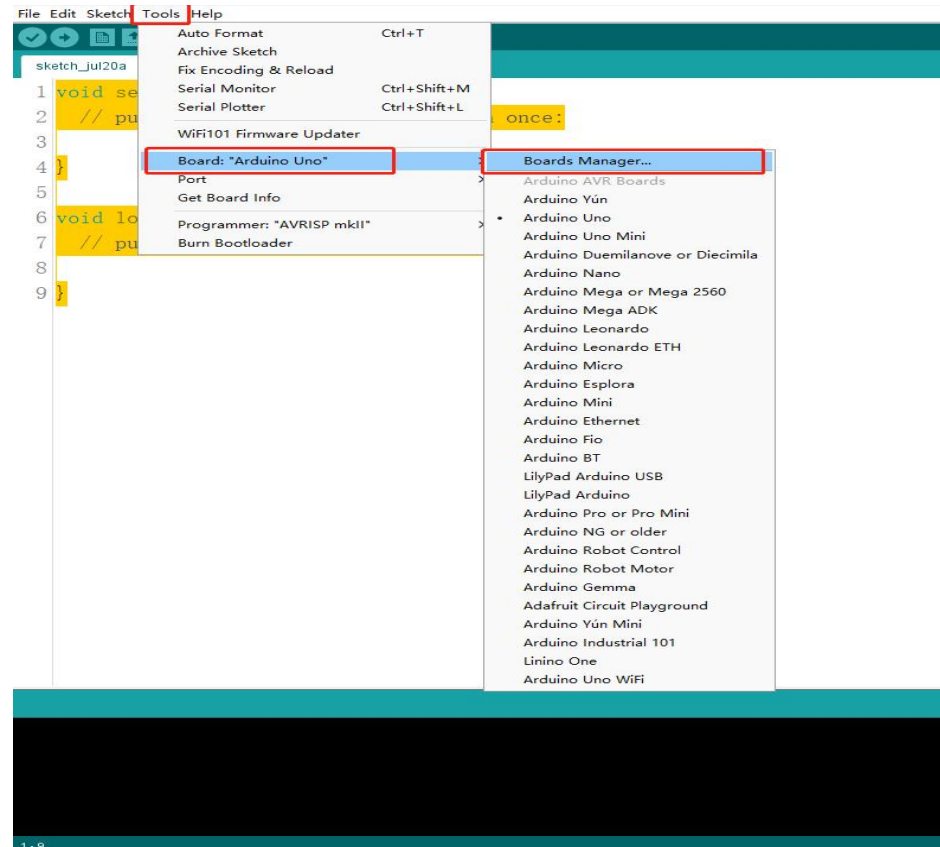 File Edit Sketch Tools Help
sketch_jul20a
Auto Format Ctrl+T
Archive Sketch
Fix Encoding & Reload
Serial Monitor Ctrl+Shift+M
Serial Plotter Ctrl+Shift+L
WiFi101 Firmware Updater
Board: "Arduino Uno"
Port
Get Board Info
Programmer: "AVRISP mkII"
Burn Bootloader
1 void se
2 // pu once:
3
4 }
5
6 void lo
7 // pu
8
9 }
Boards Manager...
Arduino AVR Boards
Arduino Yún
Arduino Uno
Arduino Uno Mini
Arduino Duemilanove or Diecimila
Arduino Nano
Arduino Mega or Mega 2560
Arduino Mega ADK
Arduino Leonardo
Arduino Leonardo ETH
Arduino Micro
Arduino Esplora
Arduino Mini
Arduino Ethernet
Arduino Fio
Arduino BT
LilyPad Arduino USB
LilyPad Arduino
Arduino Pro or Pro Mini
Arduino NG or older
Arduino Robot Control
Arduino Robot Motor
Arduino Gemma
Adafruit Circuit Playground
Arduino Yún Mini
Arduino Industrial 101
Linino One
Arduino Uno WiFi